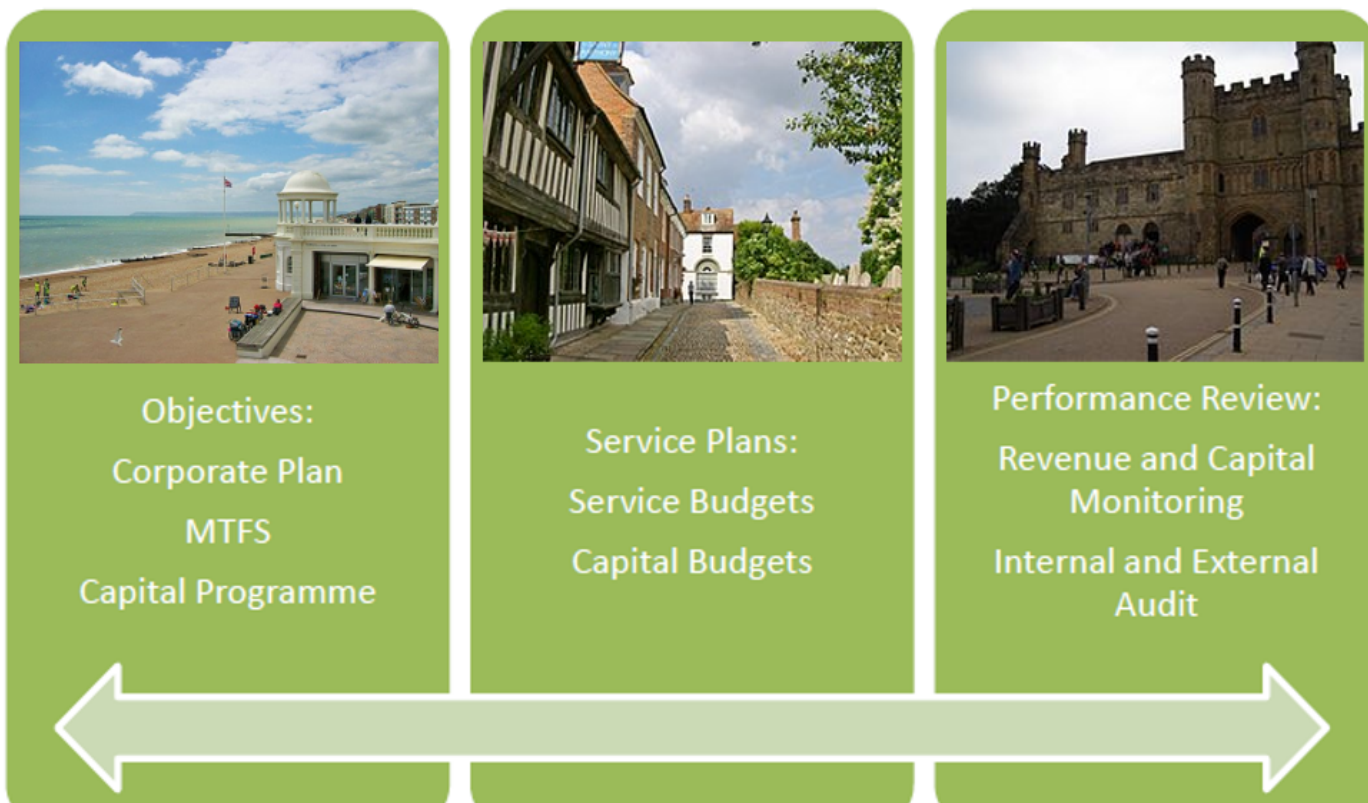 Objectives:
Corporate Plan
MTFS
Capital Programme
Service Plans:
Service Budgets
Capital Budgets
Performance Review:
Revenue and Capital
Monitoring
Internal and External
Audit